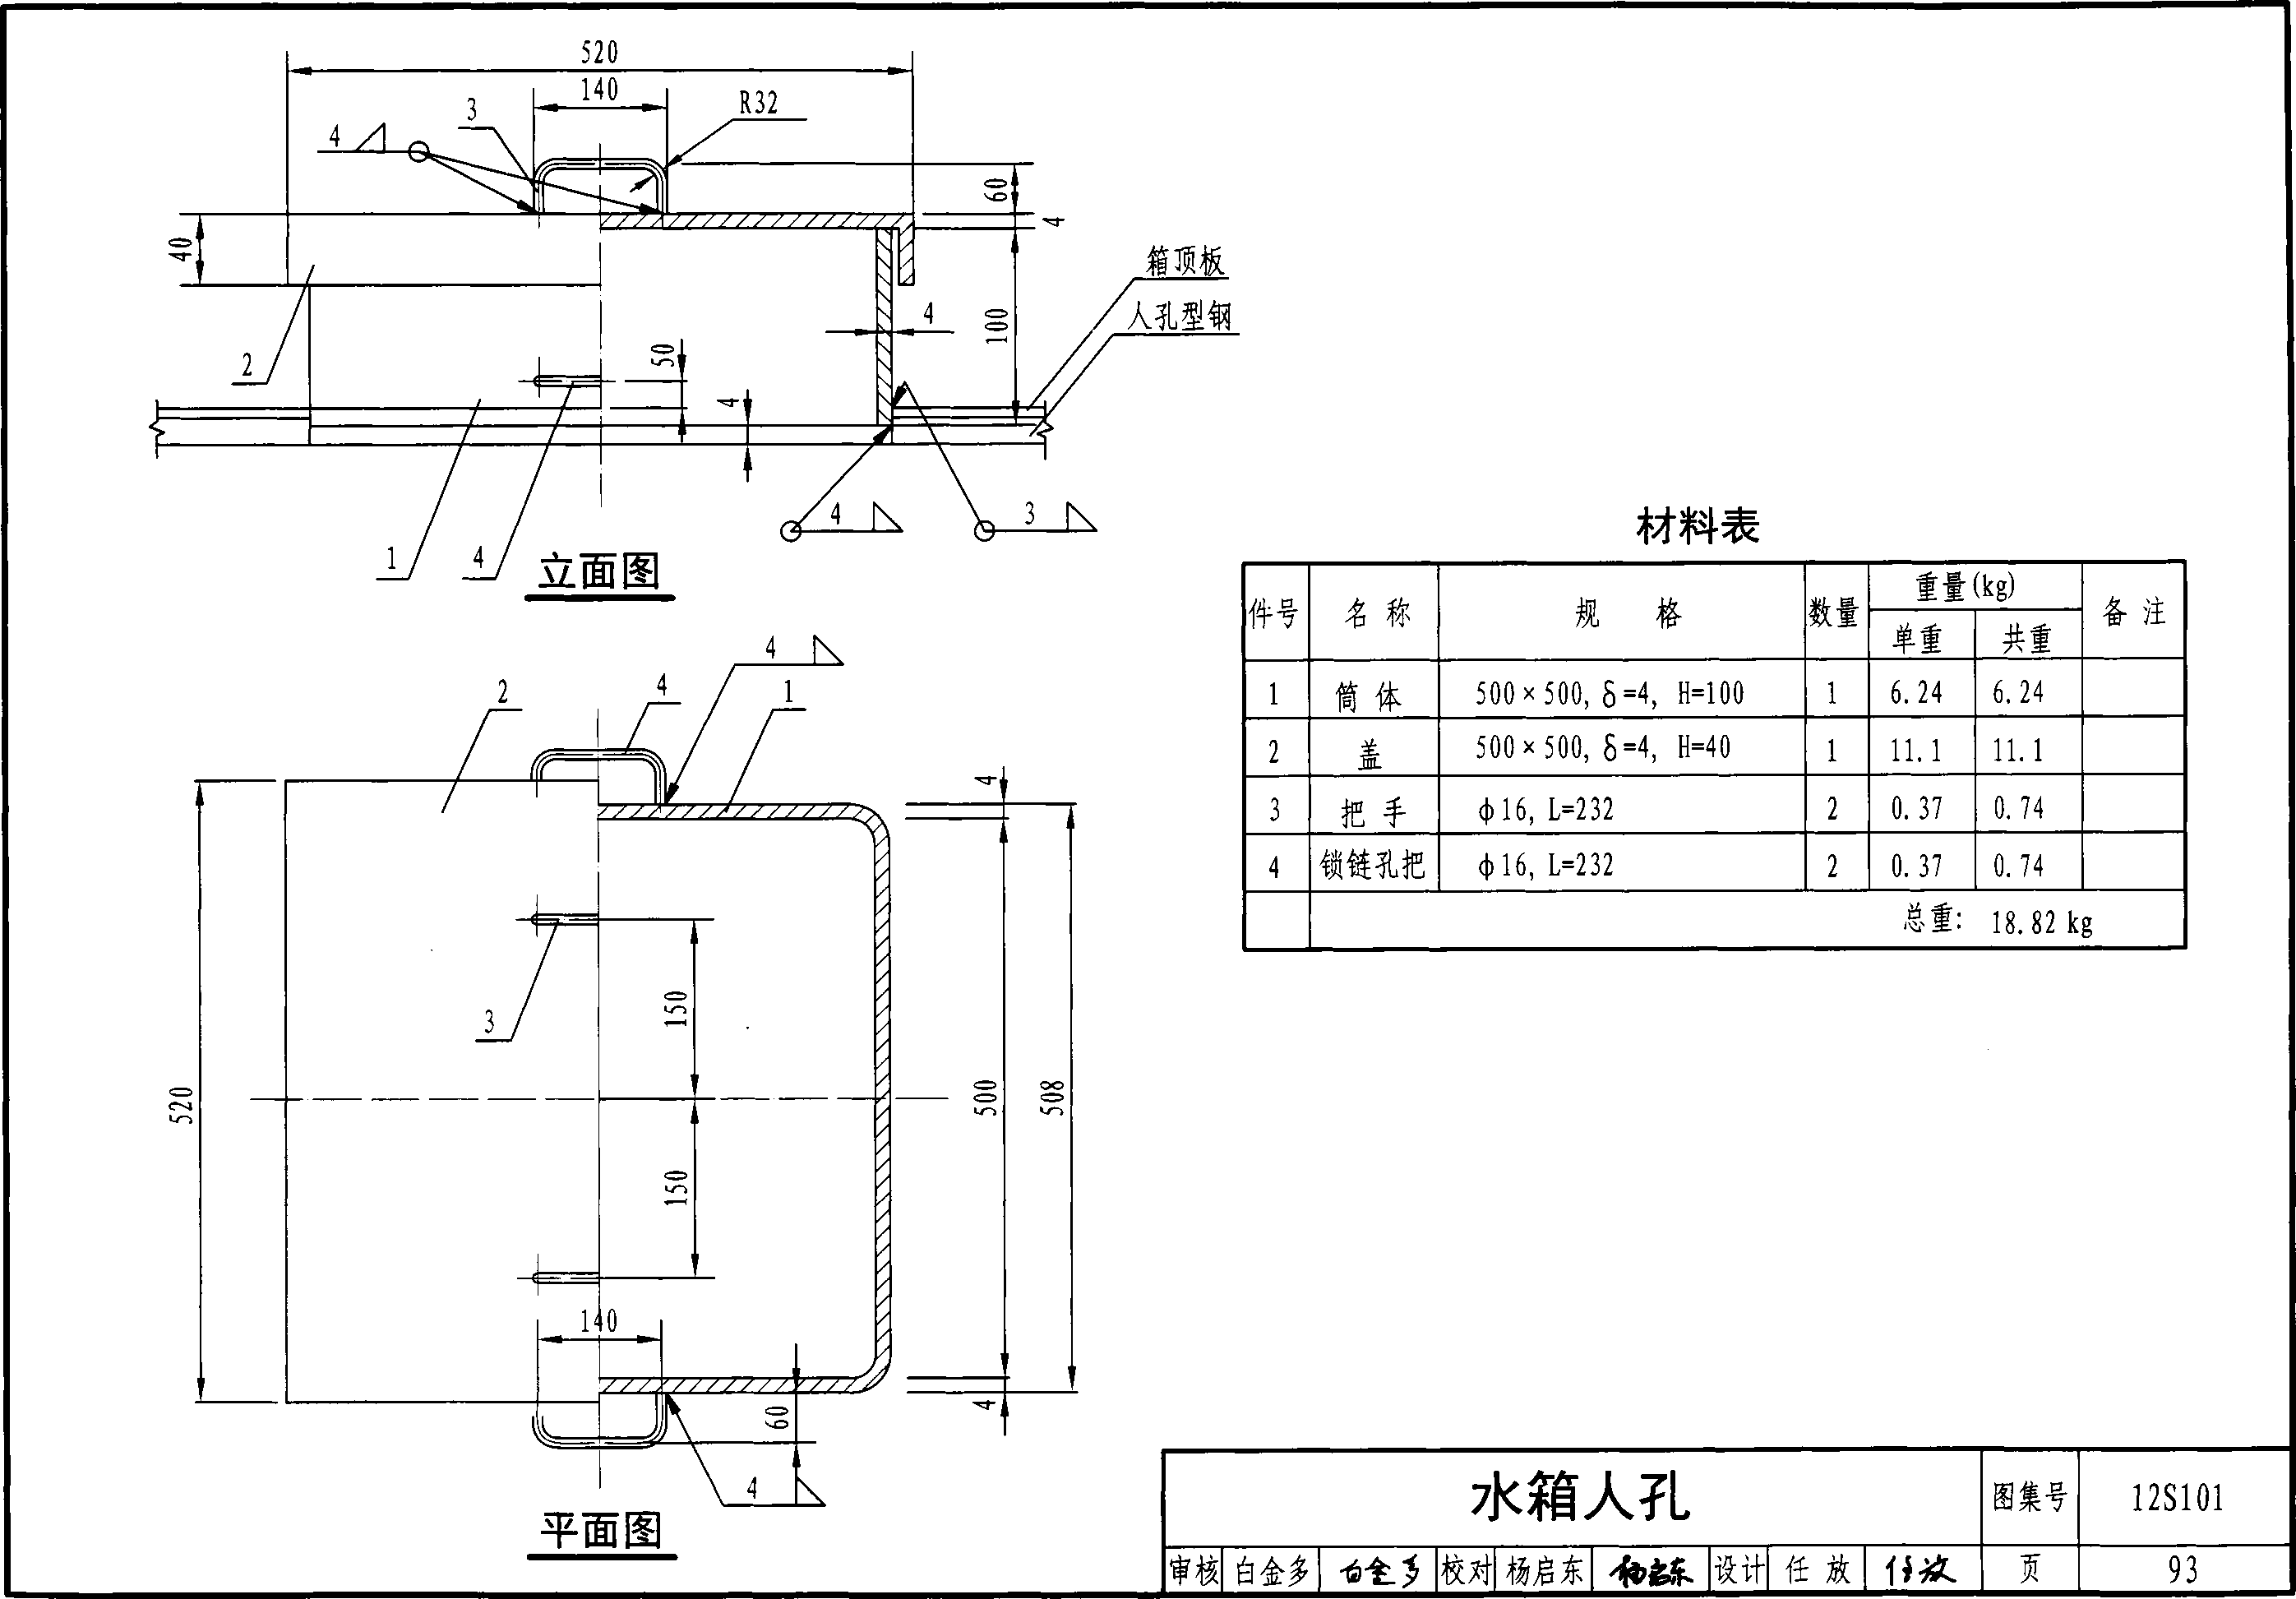 520
140
R32
3
4
60
4
40
箱顶板
人孔型钢
100
4
2
50
4
4
3
1
4
立面图
材料表
件号 名称 规格 数量 重量(kg) 备注
单重 共重
1 筒体 500×500, δ=4, H=100 1 6.24 6.24
2 盖 500×500, δ=4, H=40 1 11.1 11.1
3 把手 ф16, L=232 2 0.37 0.74
4 锁链孔把 ф16, L=232 2 0.37 0.74
总重: 18.82 kg
4
2
4
1
4
3
150
520
500
508
150
140
60
4
4
平面图
水箱人孔 图集号 12S101
审核 白金多 白金多 校对 杨启东 杨启东 设计 任放 任放 页 93